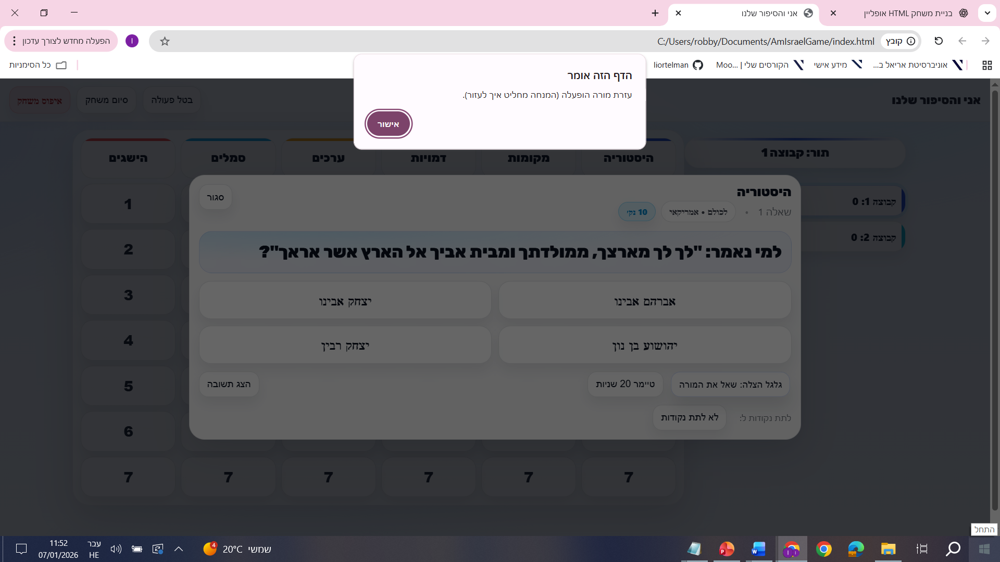 בניית משחק HTML אופליין
אני והסיפור שלנו
קובץ
C:/Users/robby/Documents/AmIsraelGame/index.html
הפעלה מחדש לצורך עדכון
אוניברסיטת אריאל ב...
מידע אישי
הקורסים שלי | Moo...
liortelman
כל הסימניות
הדף הזה אומר
עזרת מורה הופעלה (המנחה מחליט איך לעזור).
אישור
אני והסיפור שלנו
בטל פעולה
סיום משחק
איפוס משחק
תור: קבוצה 1
קבוצה 1: 0
קבוצה 2: 0
היסטוריה
מקומות
דמויות
ערכים
סמלים
הישגים
1
2
3
4
5
6
7 7 7 7 7 7
היסטוריה
סגור
שאלה 1 • לכולם • אמריקאי
10 נק׳
למי נאמר: "לך לך מארצך, ממולדתך ומבית אביך אל הארץ אשר אראך"?
אברהם אבינו
יצחק אבינו
יהושוע בן נון
יצחק רבין
גלגל הצלה: שאל את המורה
טיימר 20 שניות
הצג תשובה
לתת נקודות ל:
לא לתת נקודות
התחל
שמשי 20°C
4
עבר
HE
11:52
07/01/2026